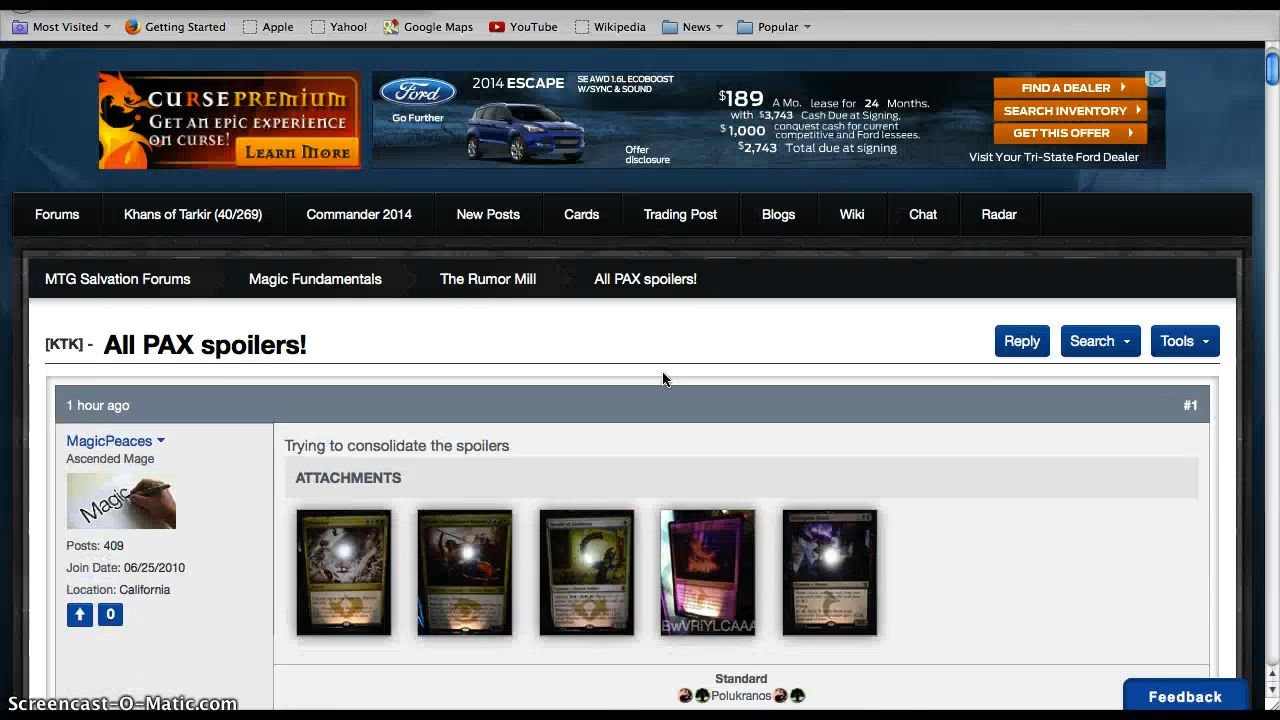 Most Visited Getting Started Apple Yahoo! Google Maps YouTube Wikipedia News Popular
CURSE PREMIUM
GET AN EPIC EXPERIENCE
ON CURSE!
LEARN MORE
Ford
Go Further
2014 ESCAPE
SE AWD 1.6L ECOBOOST
W/SYNC & SOUND
$189 A Mo. lease for 24 Months.
with $3,743 Cash Due at Signing.
$1,000 conquest cash for current
competitive and Ford lessees.
$2,743 Total due at signing
Offer
disclosure
FIND A DEALER
SEARCH INVENTORY
GET THIS OFFER
Visit Your Tri-State Ford Dealer
Forums Khans of Tarkir (40/269) Commander 2014 New Posts Cards Trading Post Blogs Wiki Chat Radar
MTG Salvation Forums Magic Fundamentals The Rumor Mill All PAX spoilers!
[KTK] - All PAX spoilers!
Reply Search Tools
1 hour ago #1
MagicPeaces
Ascended Mage
Magic
Posts: 409
Join Date: 06/25/2010
Location: California
0
Trying to consolidate the spoilers
ATTACHMENTS
BwVRiYLCAAA
Standard
Polukranos
Feedback
Screencast-O-Matic.com